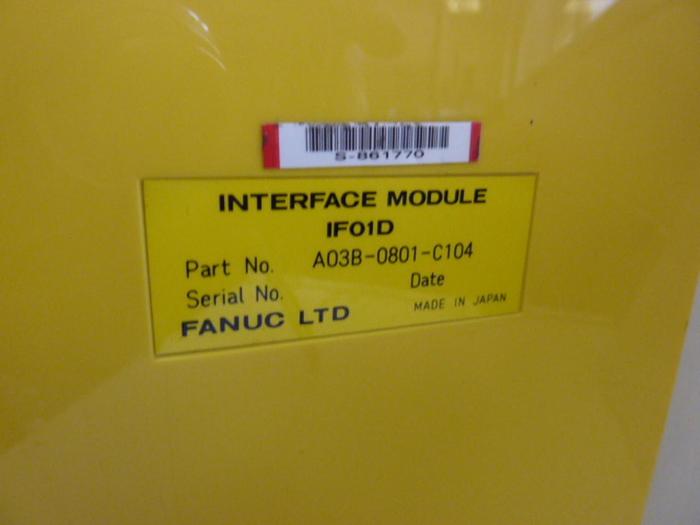 S-861770
INTERFACE MODULE
IF01D
Part No. A03B-0801-C104
Serial No. Date
FANUC LTD MADE IN JAPAN